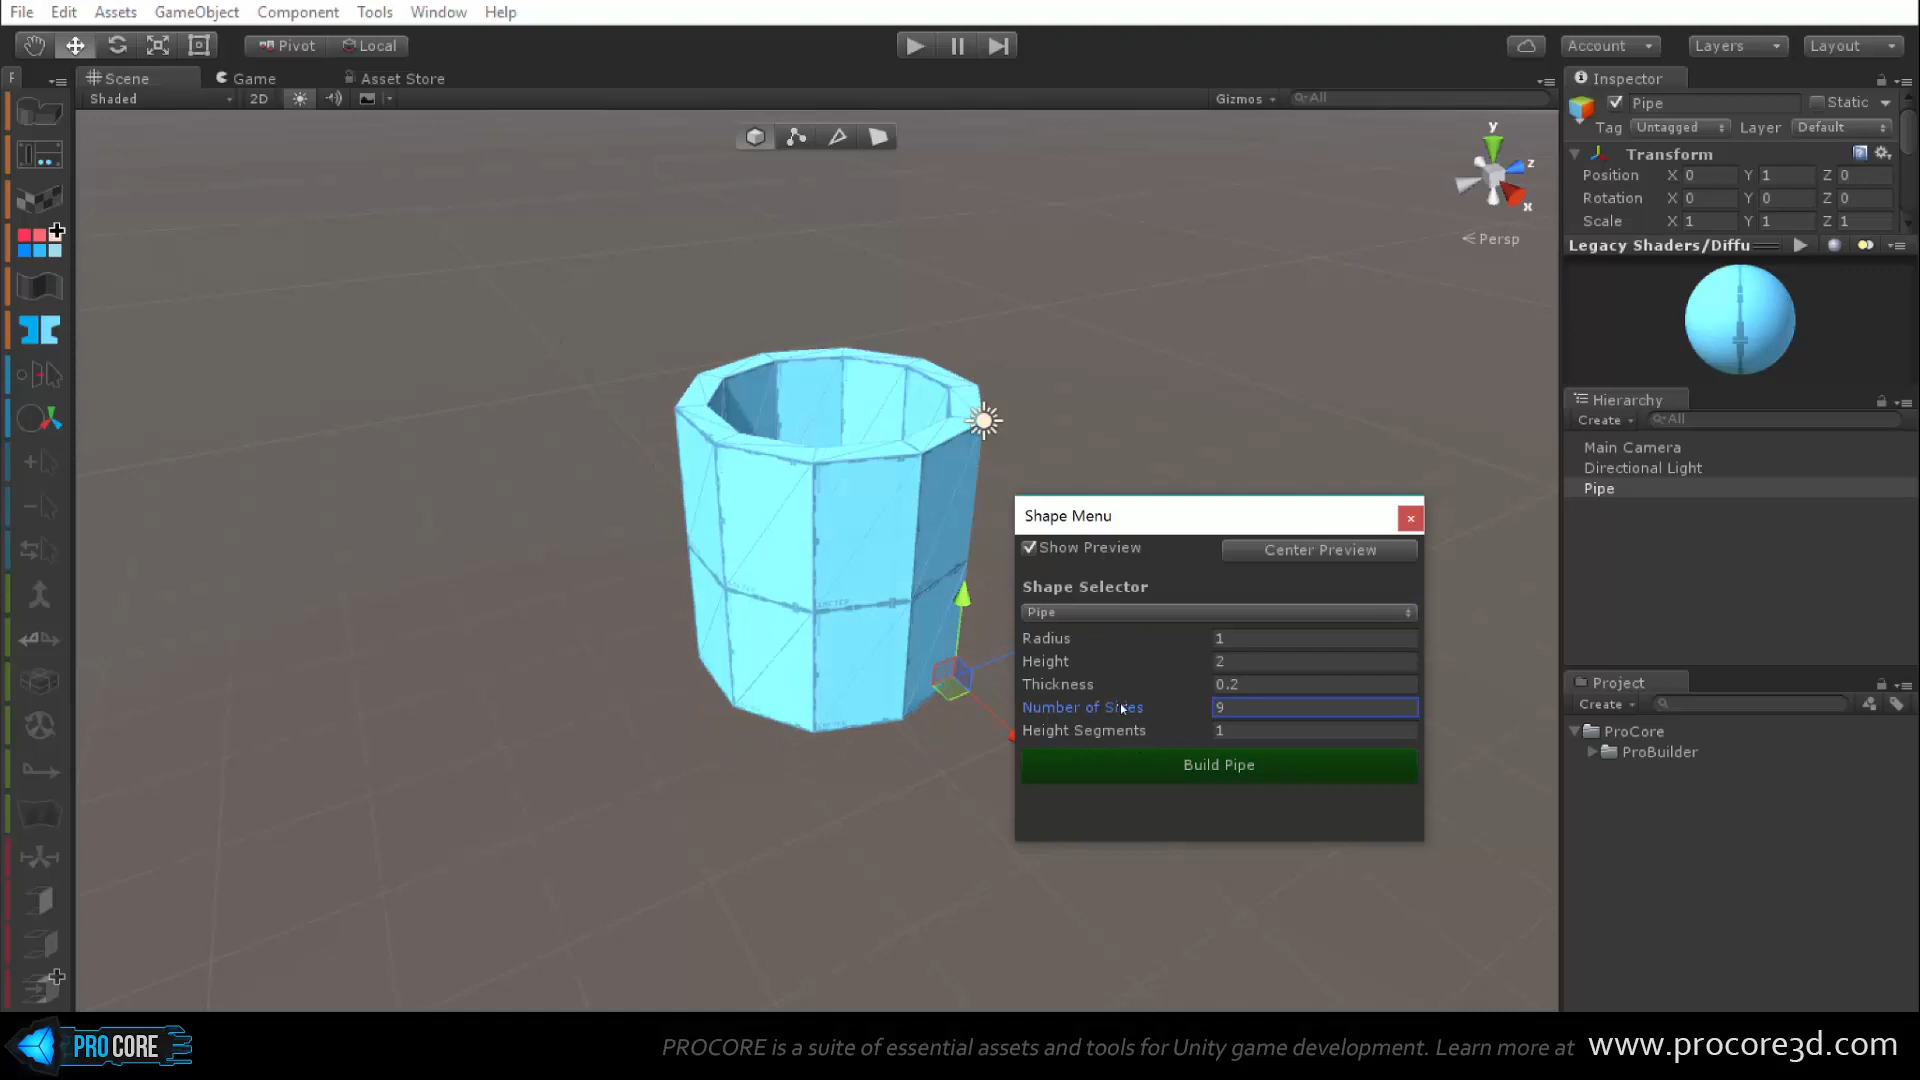 File Edit Assets GameObject Component Tools Window Help
Pivot Local Account Layers Layout
Scene Game Asset Store
Shaded 2D Gizmos All
y
z
x
Persp
Inspector
Pipe Static
Tag Untagged Layer Default
Transform
Position X 0 Y 1 Z 0
Rotation X 0 Y 0 Z 0
Scale X 1 Y 1 Z 1
Legacy Shaders/Diffu
Hierarchy
Create All
Main Camera
Directional Light
Pipe
Shape Menu
Show Preview Center Preview
Shape Selector
Pipe
Radius 1
Height 2
Thickness 0.2
Number of Sides 9
Height Segments 1
Build Pipe
Project
Create
ProCore
ProBuilder
PROCORE
PROCORE is a suite of essential assets and tools for Unity game development. Learn more at www.procore3d.com